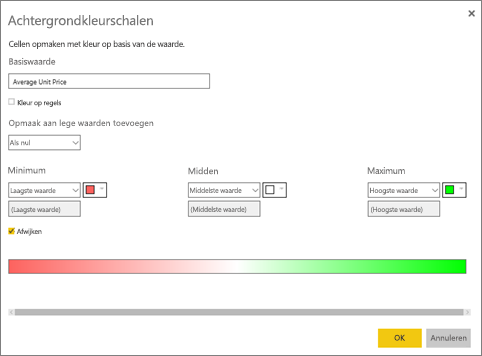 Achtergrondkleurschalen
Cellen opmaken met kleur op basis van de waarde.
Basiswaarde
Average Unit Price
Kleur op regels
Opmaak aan lege waarden toevoegen
Als nul
Minimum Midden Maximum
Laagste waarde Middelste waarde Hoogste waarde
(Laagste waarde) (Middelste waarde) (Hoogste waarde)
Afwijken
OK Annuleren